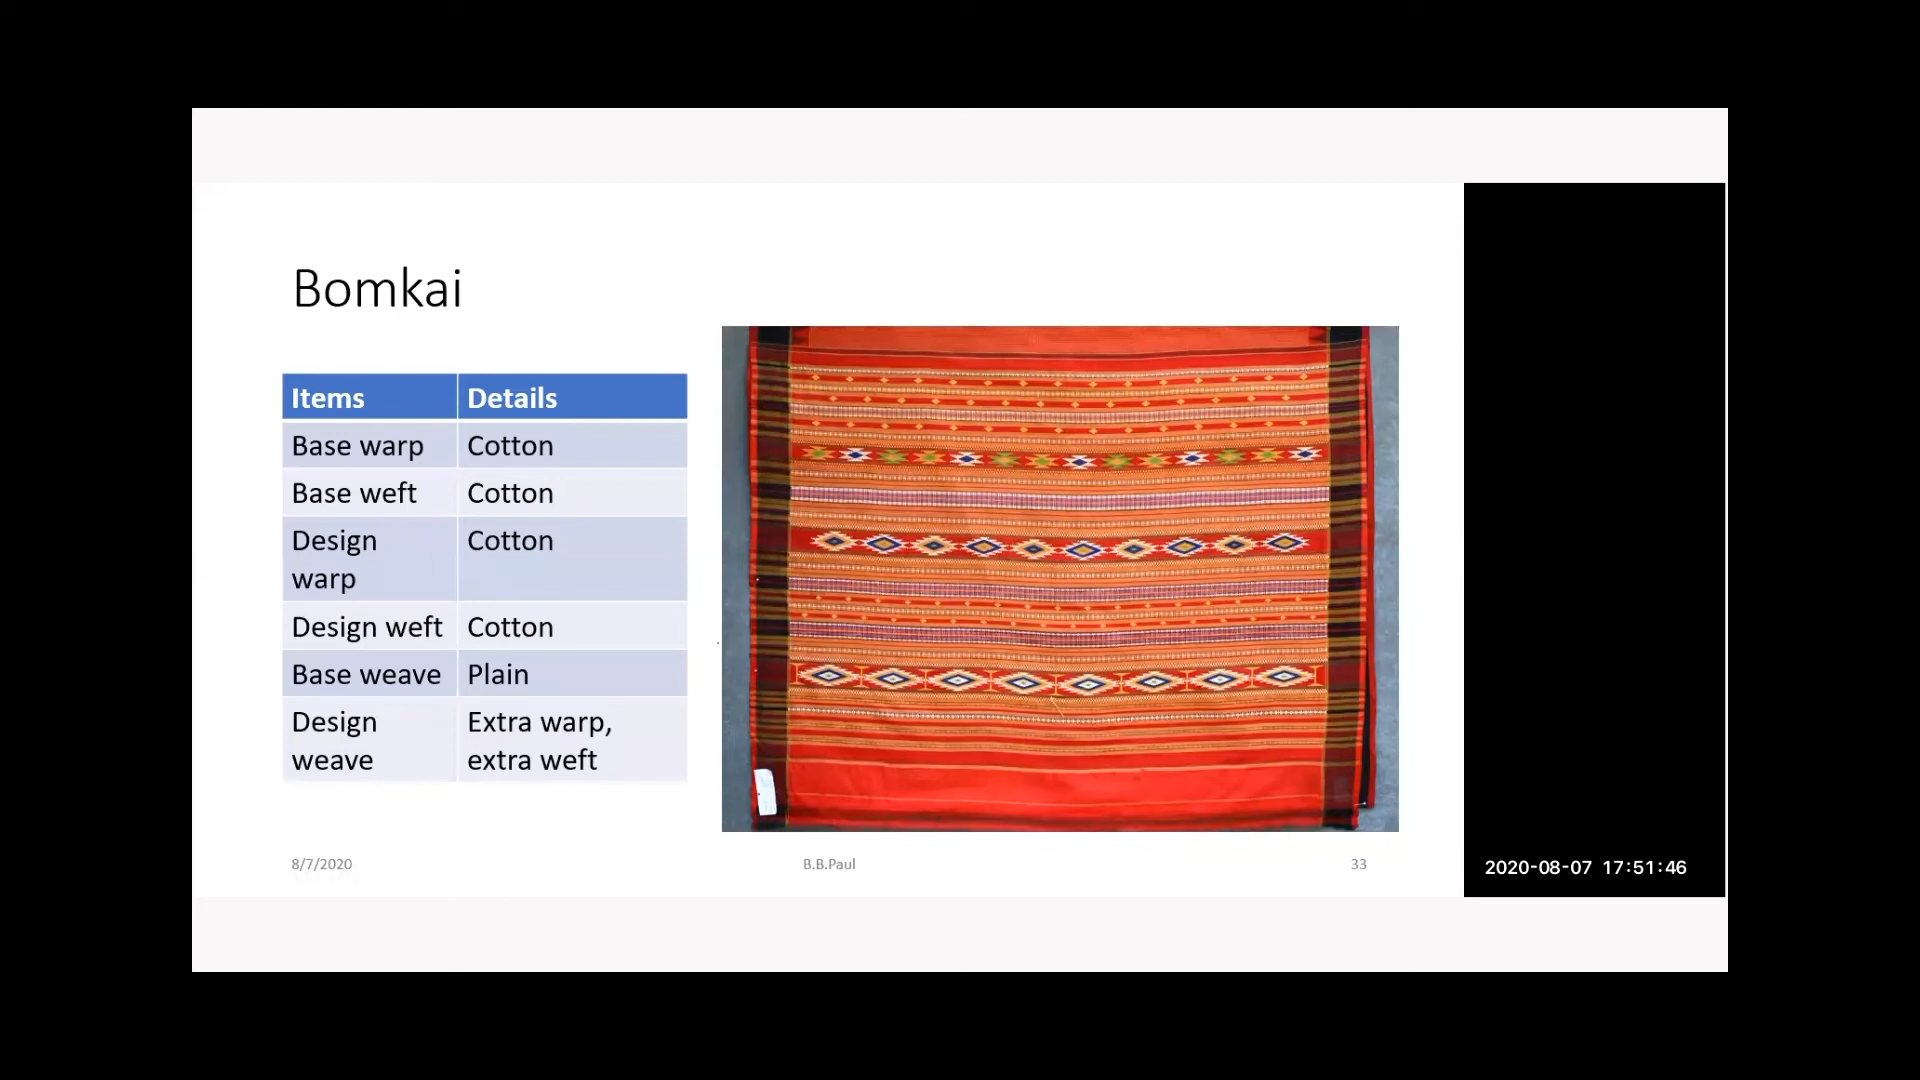 Bomkai
Items Details
Base warp Cotton
Base weft Cotton
Design Cotton
warp
Design weft Cotton
Base weave Plain
Design Extra warp,
weave extra weft
8/7/2020 B.B.Paul 33
2020-08-07 17:51:46